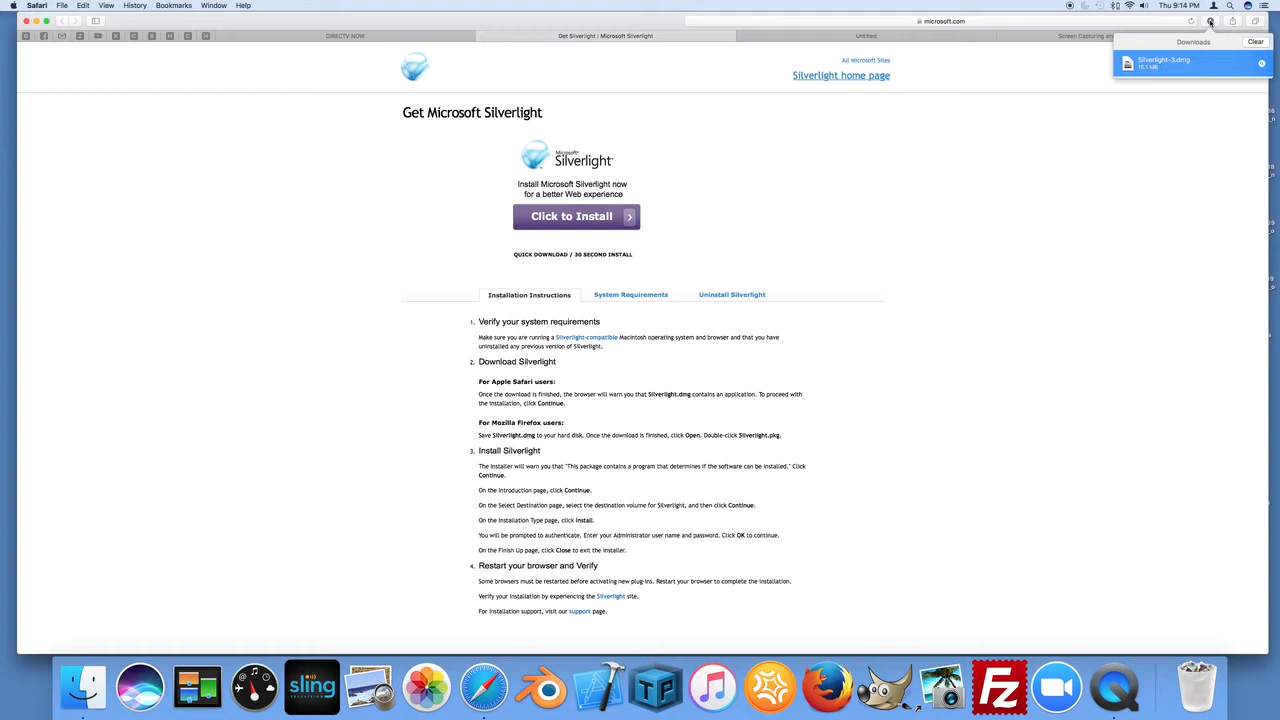 Safari File Edit View History Bookmarks Window Help
Thu 9:14 PM
microsoft.com
DIRECTV NOW
Get Silverlight | Microsoft Silverlight
Untitled
Screen Capturing an
Downloads
Clear
Silverlight-3.dmg
15.1 MB
All Microsoft Sites
Silverlight home page
Get Microsoft Silverlight
Microsoft®
Silverlight
Install Microsoft Silverlight now
for a better Web experience
Click to Install
QUICK DOWNLOAD / 30 SECOND INSTALL
Installation Instructions
System Requirements
Uninstall Silverlight
1. Verify your system requirements
Make sure you are running a Silverlight-compatible Macintosh operating system and browser and that you have
uninstalled any previous version of Silverlight.
2. Download Silverlight
For Apple Safari users:
Once the download is finished, the browser will warn you that Silverlight.dmg contains an application. To proceed with
the installation, click Continue.
For Mozilla Firefox users:
Save Silverlight.dmg to your hard disk. Once the download is finished, click Open. Double-click Silverlight.pkg.
3. Install Silverlight
The installer will warn you that "This package contains a program that determines if the software can be installed." Click
Continue.
On the Introduction page, click Continue.
On the Select Destination page, select the destination volume for Silverlight, and then click Continue.
On the Installation Type page, click Install.
You will be prompted to authenticate. Enter your Administrator user name and password. Click OK to continue.
On the Finish Up page, click Close to exit the installer.
4. Restart your browser and Verify
Some browsers must be restarted before activating new plug-ins. Restart your browser to complete the installation.
Verify your installation by experiencing the Silverlight site.
For installation support, visit our support page.
sling
TELEVISION
TP
FZ